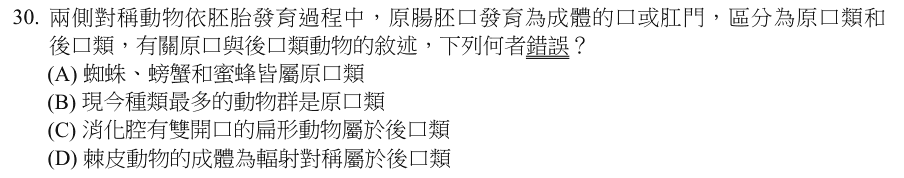 30. 兩側對稱動物依胚胎發育過程中，原腸胚口發育為成體的口或肛門，區分為原口類和
後口類，有關原口與後口類動物的敘述，下列何者錯誤？
(A) 蜘蛛、螃蟹和蜜蜂皆屬原口類
(B) 現今種類最多的動物群是原口類
(C) 消化腔有雙開口的扁形動物屬於後口類
(D) 棘皮動物的成體為輻射對稱屬於後口類